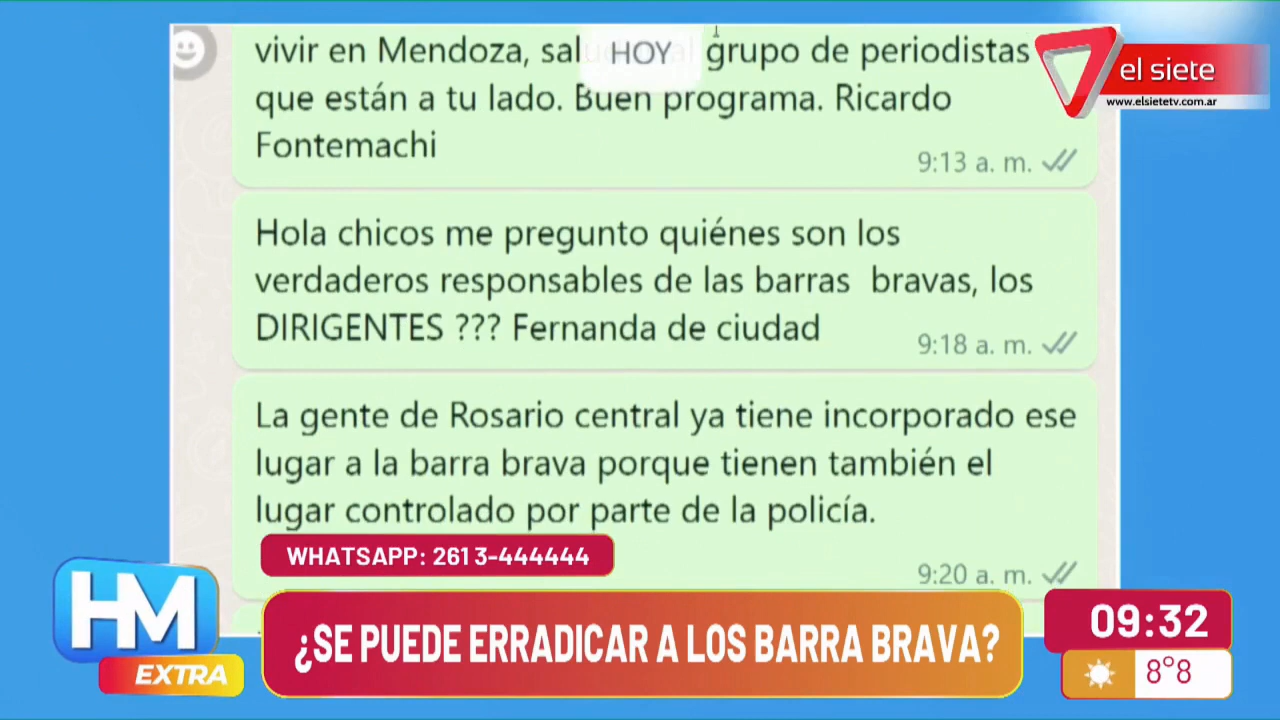 vivir en Mendoza, HOY grupo de periodistas
que están a tu lado. Buen programa. Ricardo
Fontemachi
9:13 a. m.
el siete
www.elsietetv.com.ar
Hola chicos me pregunto quiénes son los
verdaderos responsables de las barras bravas, los
DIRIGENTES ??? Fernanda de ciudad
9:18 a. m.
La gente de Rosario central ya tiene incorporado ese
lugar a la barra brava porque tienen también el
lugar controlado por parte de la policía.
9:20 a. m.
WHATSAPP: 2613-444444
HM
EXTRA
¿SE PUEDE ERRADICAR A LOS BARRA BRAVA?
09:32
8°8